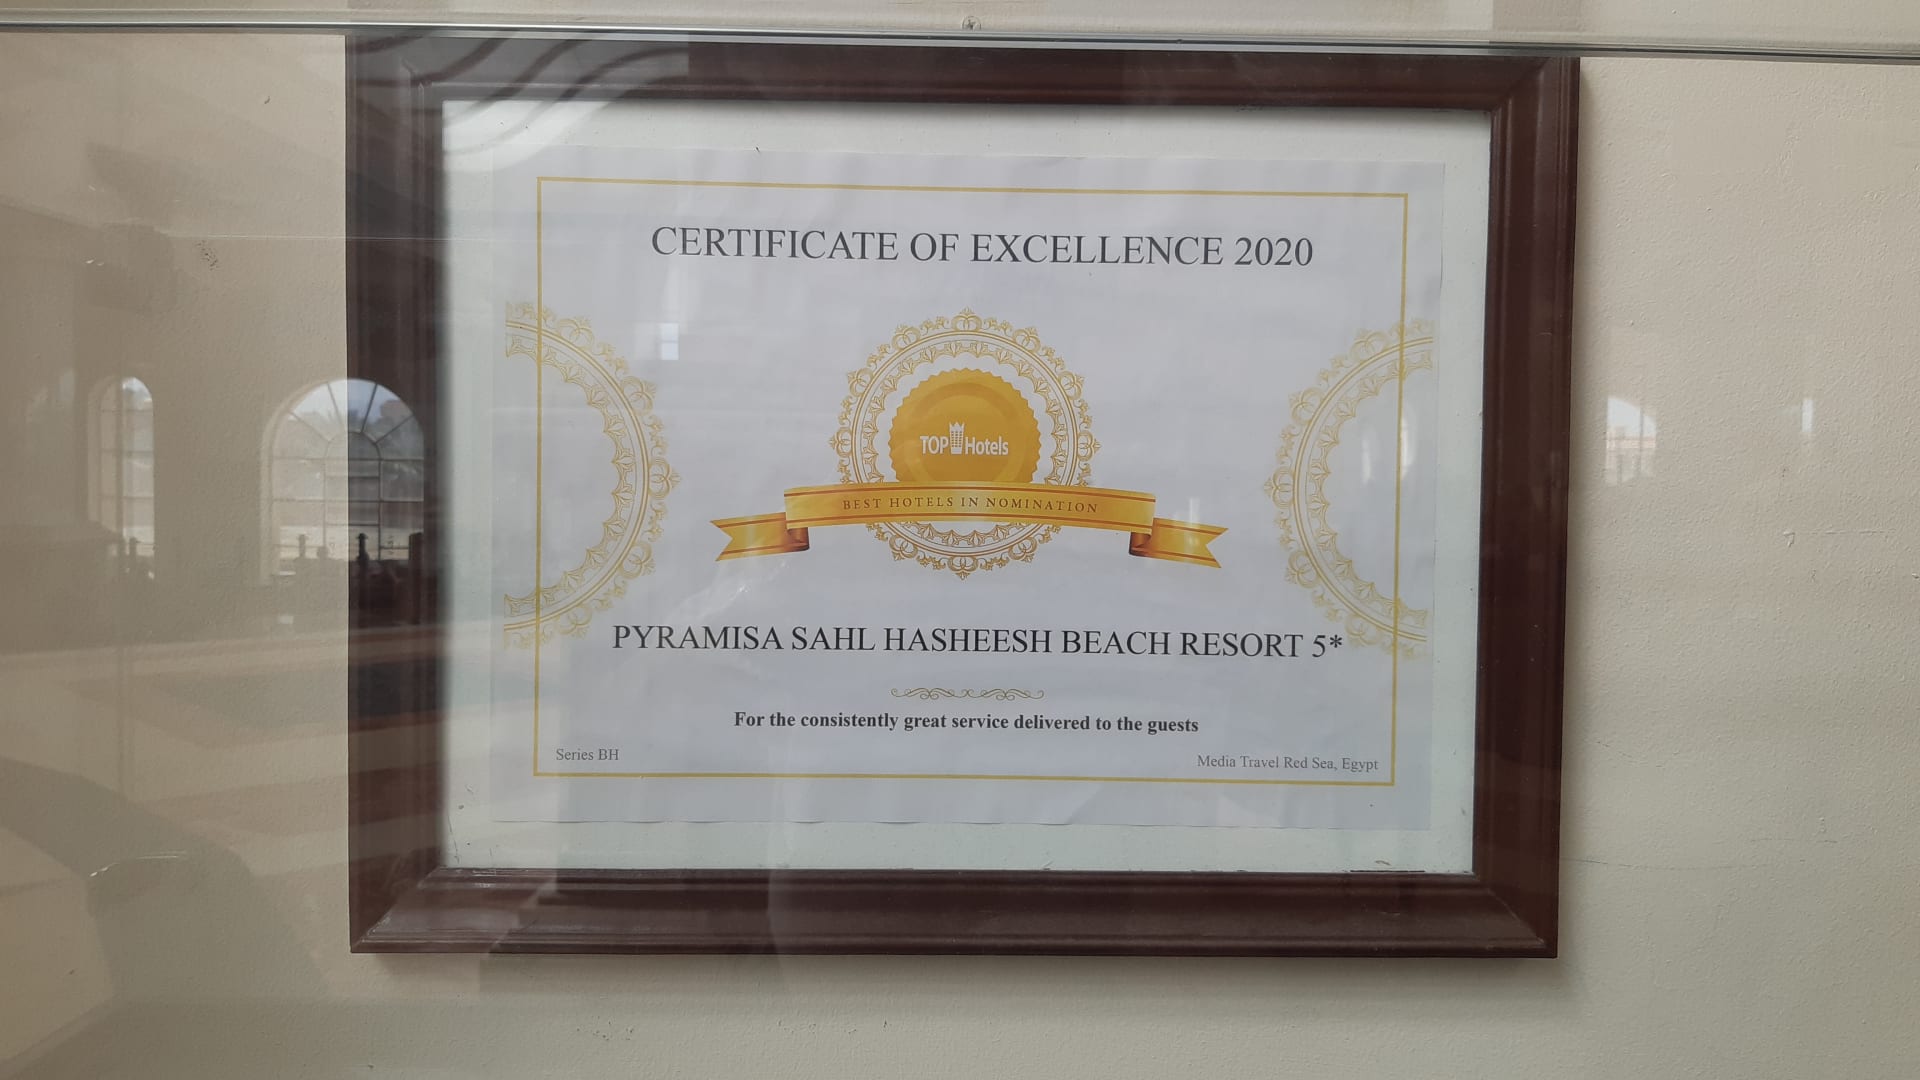 CERTIFICATE OF EXCELLENCE 2020
TOP Hotels
BEST HOTELS IN NOMINATION
PYRAMISA SAHL HASHEESH BEACH RESORT 5*
For the consistently great service delivered to the guests
Series BH
Media Travel Red Sea, Egypt